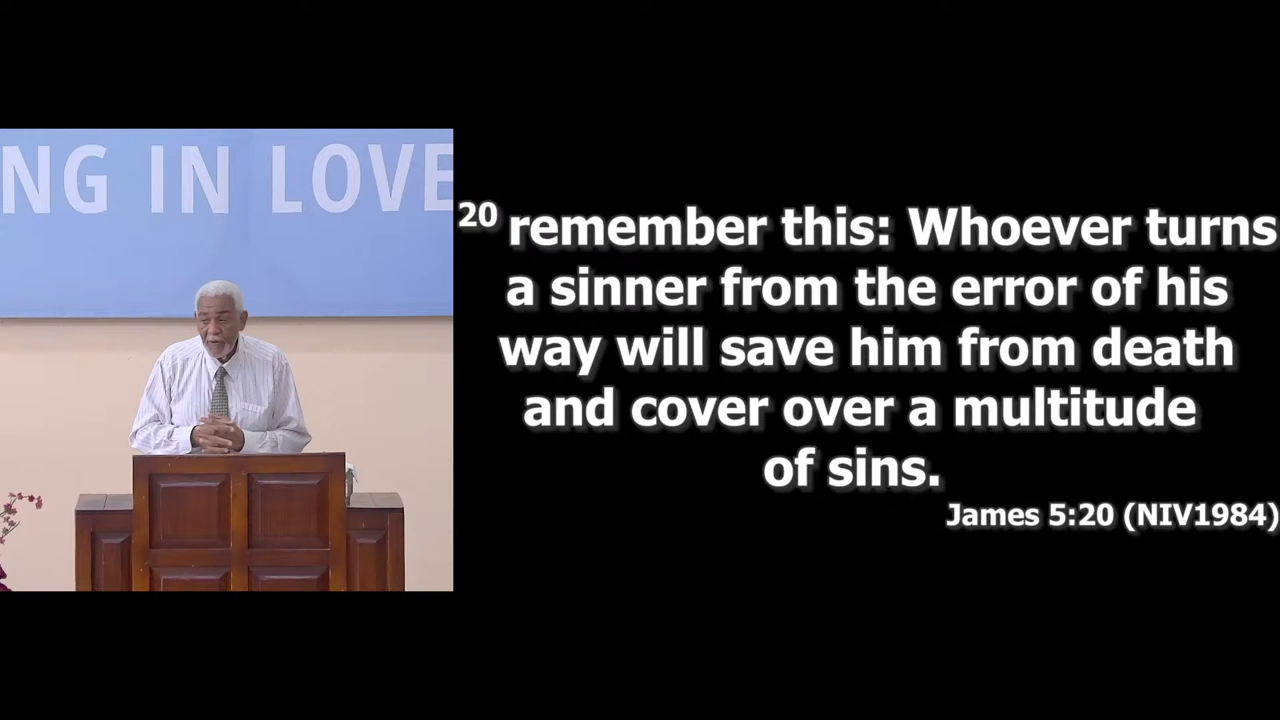 NG IN LOVE
20 remember this: Whoever turns
a sinner from the error of his
way will save him from death
and cover over a multitude
of sins.
James 5:20 (NIV1984)